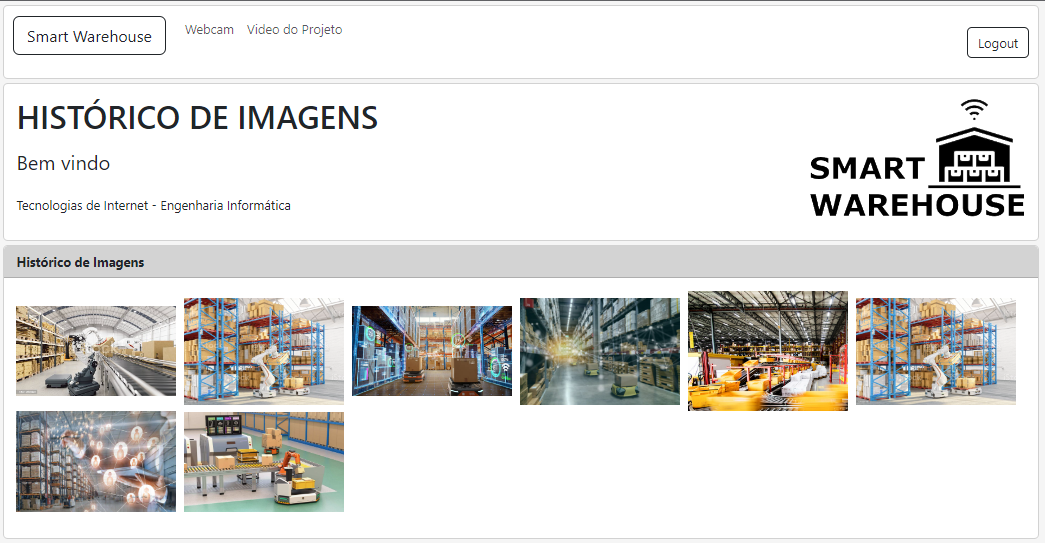 Smart Warehouse
Webcam
Video do Projeto
Logout
HISTÓRICO DE IMAGENS
Bem vindo
Tecnologias de Internet - Engenharia Informática
SMART
WAREHOUSE
Histórico de Imagens